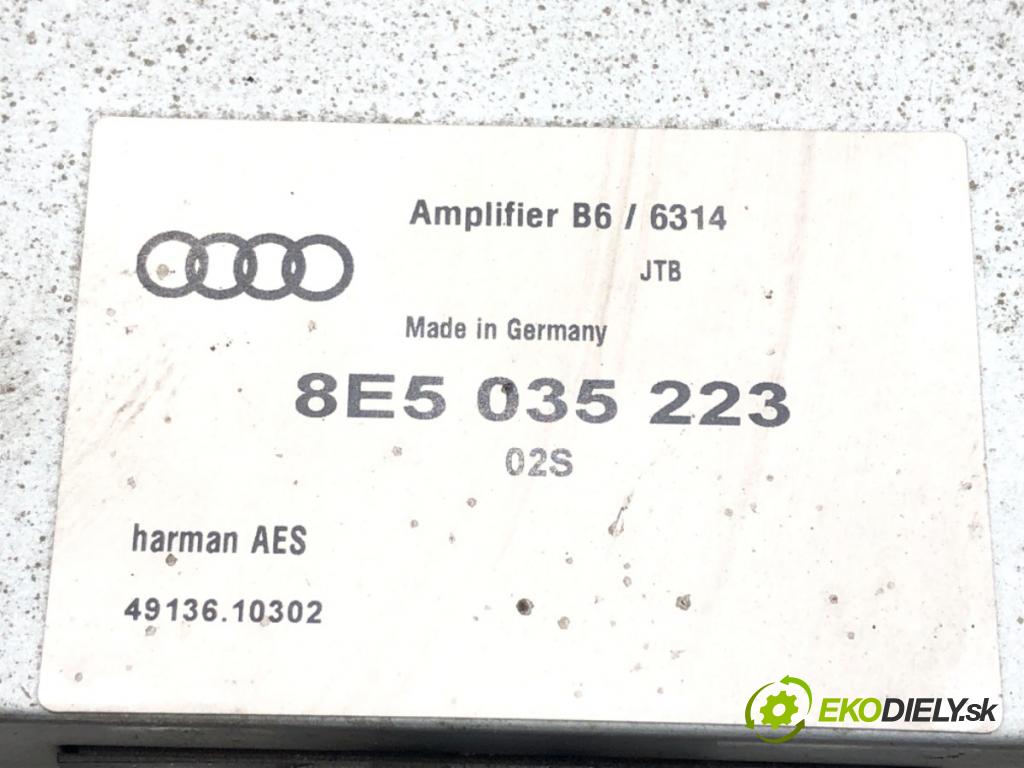 Amplifier B6 / 6314
JTB
Made in Germany
8E5 035 223
02S
harman AES
49136.10302
EKODIELY.sk